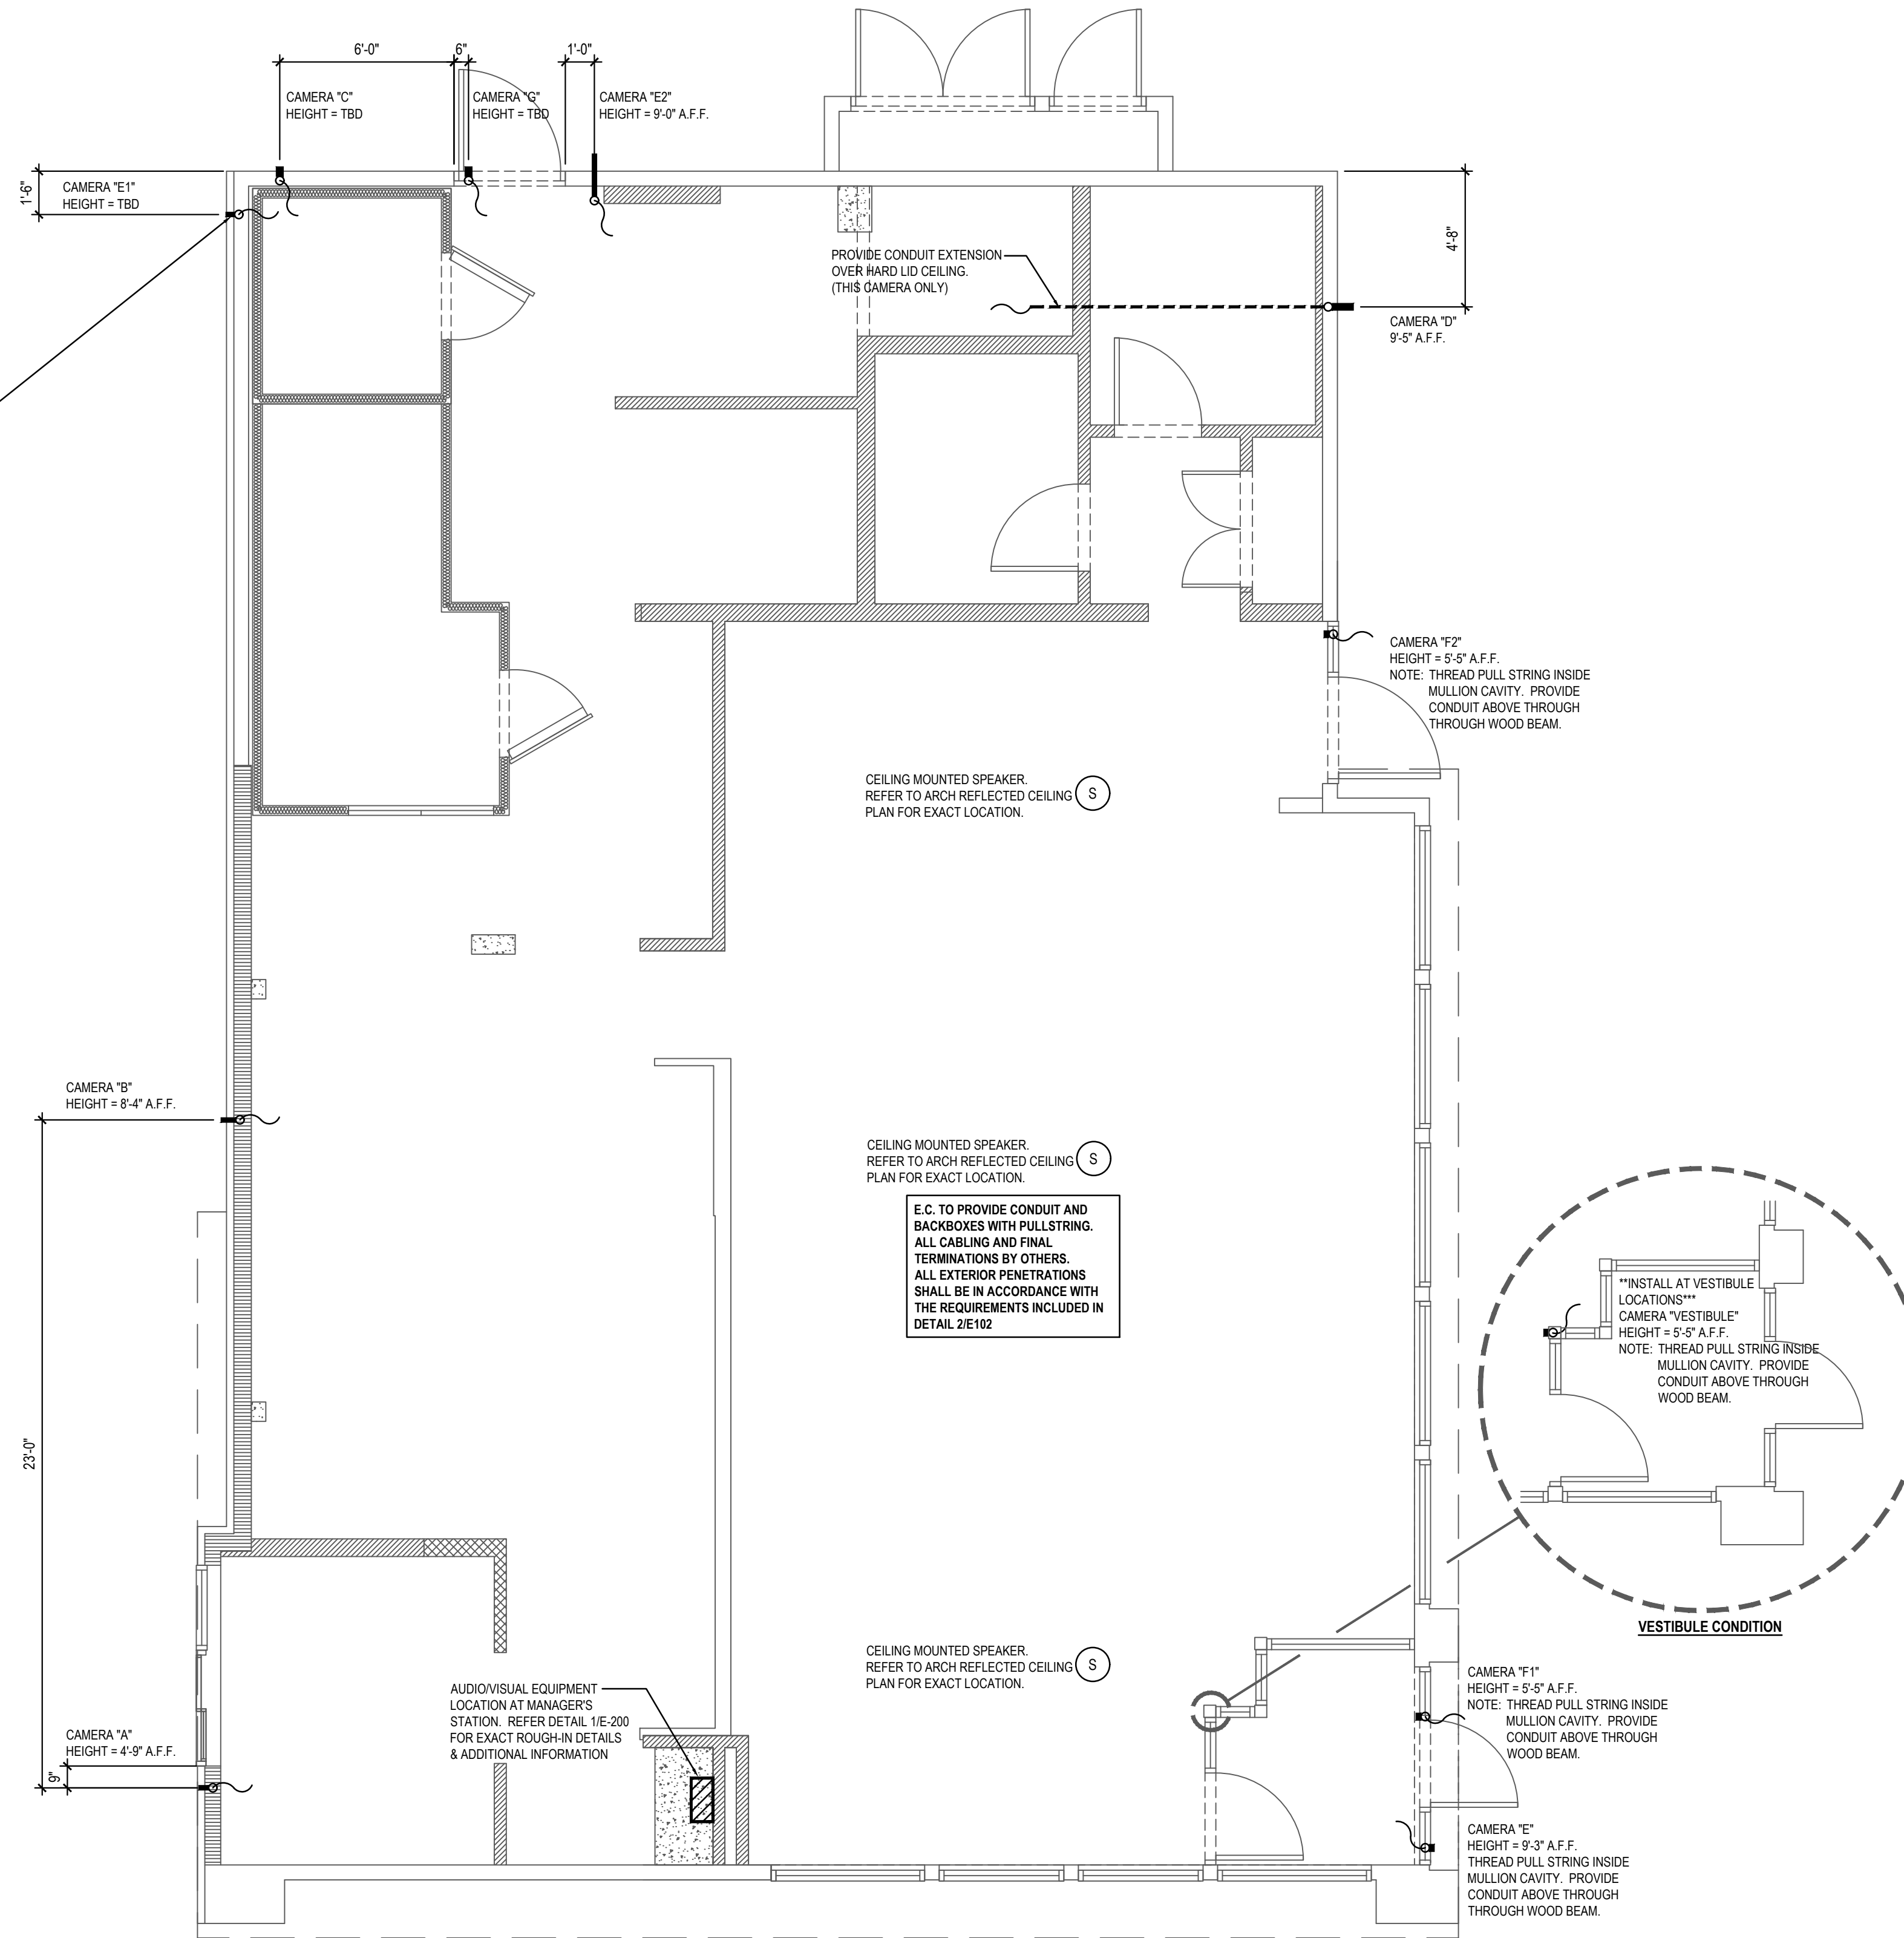 6'-0"
6"
1'-0"
CAMERA "C"
HEIGHT = TBD
CAMERA "G"
HEIGHT = TBD
CAMERA "E2"
HEIGHT = 9'-0" A.F.F.
1'-6"
CAMERA "E1"
HEIGHT = TBD
4'-8"
PROVIDE CONDUIT EXTENSION
OVER HARD LID CEILING.
(THIS CAMERA ONLY)
CAMERA "D"
9'-5" A.F.F.
CAMERA "F2"
HEIGHT = 5'-5" A.F.F.
NOTE: THREAD PULL STRING INSIDE
MULLION CAVITY. PROVIDE
CONDUIT ABOVE THROUGH
THROUGH WOOD BEAM.
CEILING MOUNTED SPEAKER.
REFER TO ARCH REFLECTED CEILING
PLAN FOR EXACT LOCATION.
S
CAMERA "B"
HEIGHT = 8'-4" A.F.F.
CEILING MOUNTED SPEAKER.
REFER TO ARCH REFLECTED CEILING
PLAN FOR EXACT LOCATION.
S
E.C. TO PROVIDE CONDUIT AND
BACKBOXES WITH PULLSTRING.
ALL CABLING AND FINAL
TERMINATIONS BY OTHERS.
ALL EXTERIOR PENETRATIONS
SHALL BE IN ACCORDANCE WITH
THE REQUIREMENTS INCLUDED IN
DETAIL 2/E102
**INSTALL AT VESTIBULE
LOCATIONS***
CAMERA "VESTIBULE"
HEIGHT = 5'-5" A.F.F.
NOTE: THREAD PULL STRING INSIDE
MULLION CAVITY. PROVIDE
CONDUIT ABOVE THROUGH
WOOD BEAM.
VESTIBULE CONDITION
23'-0"
CEILING MOUNTED SPEAKER.
REFER TO ARCH REFLECTED CEILING
PLAN FOR EXACT LOCATION.
S
AUDIO/VISUAL EQUIPMENT
LOCATION AT MANAGER'S
STATION. REFER DETAIL 1/E-200
FOR EXACT ROUGH-IN DETAILS
& ADDITIONAL INFORMATION
CAMERA "F1"
HEIGHT = 5'-5" A.F.F.
NOTE: THREAD PULL STRING INSIDE
MULLION CAVITY. PROVIDE
CONDUIT ABOVE THROUGH
WOOD BEAM.
CAMERA "A"
HEIGHT = 4'-9" A.F.F.
9"
CAMERA "E"
HEIGHT = 9'-3" A.F.F.
THREAD PULL STRING INSIDE
MULLION CAVITY. PROVIDE
CONDUIT ABOVE THROUGH
THROUGH WOOD BEAM.